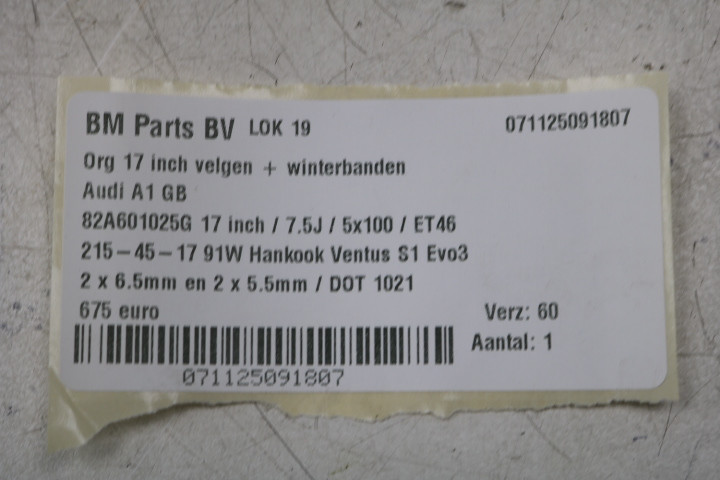 BM Parts BV LOK 19 071125091807
Org 17 inch velgen + winterbanden
Audi A1 GB
82A601025G 17 inch / 7.5J / 5x100 / ET46
215-45-17 91W Hankook Ventus S1 Evo3
2 x 6.5mm en 2 x 5.5mm / DOT 1021
675 euro Verz: 60
Aantal: 1
071125091807